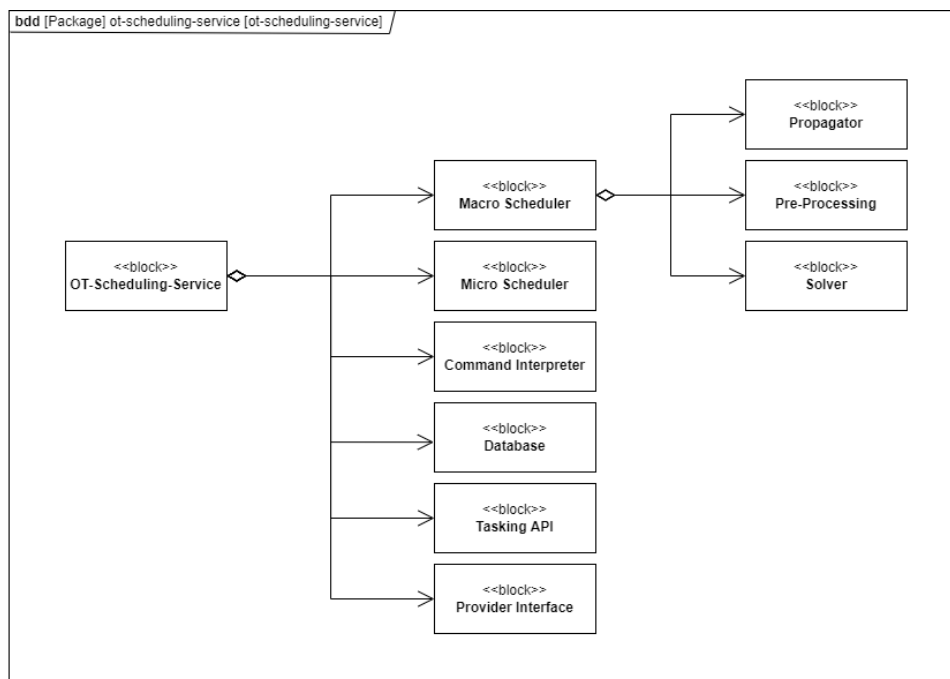 bdd [Package] ot-scheduling-service [ot-scheduling-service]
<<block>>
OT-Scheduling-Service
<<block>>
Macro Scheduler
<<block>>
Micro Scheduler
<<block>>
Command Interpreter
<<block>>
Database
<<block>>
Tasking API
<<block>>
Provider Interface
<<block>>
Propagator
<<block>>
Pre-Processing
<<block>>
Solver